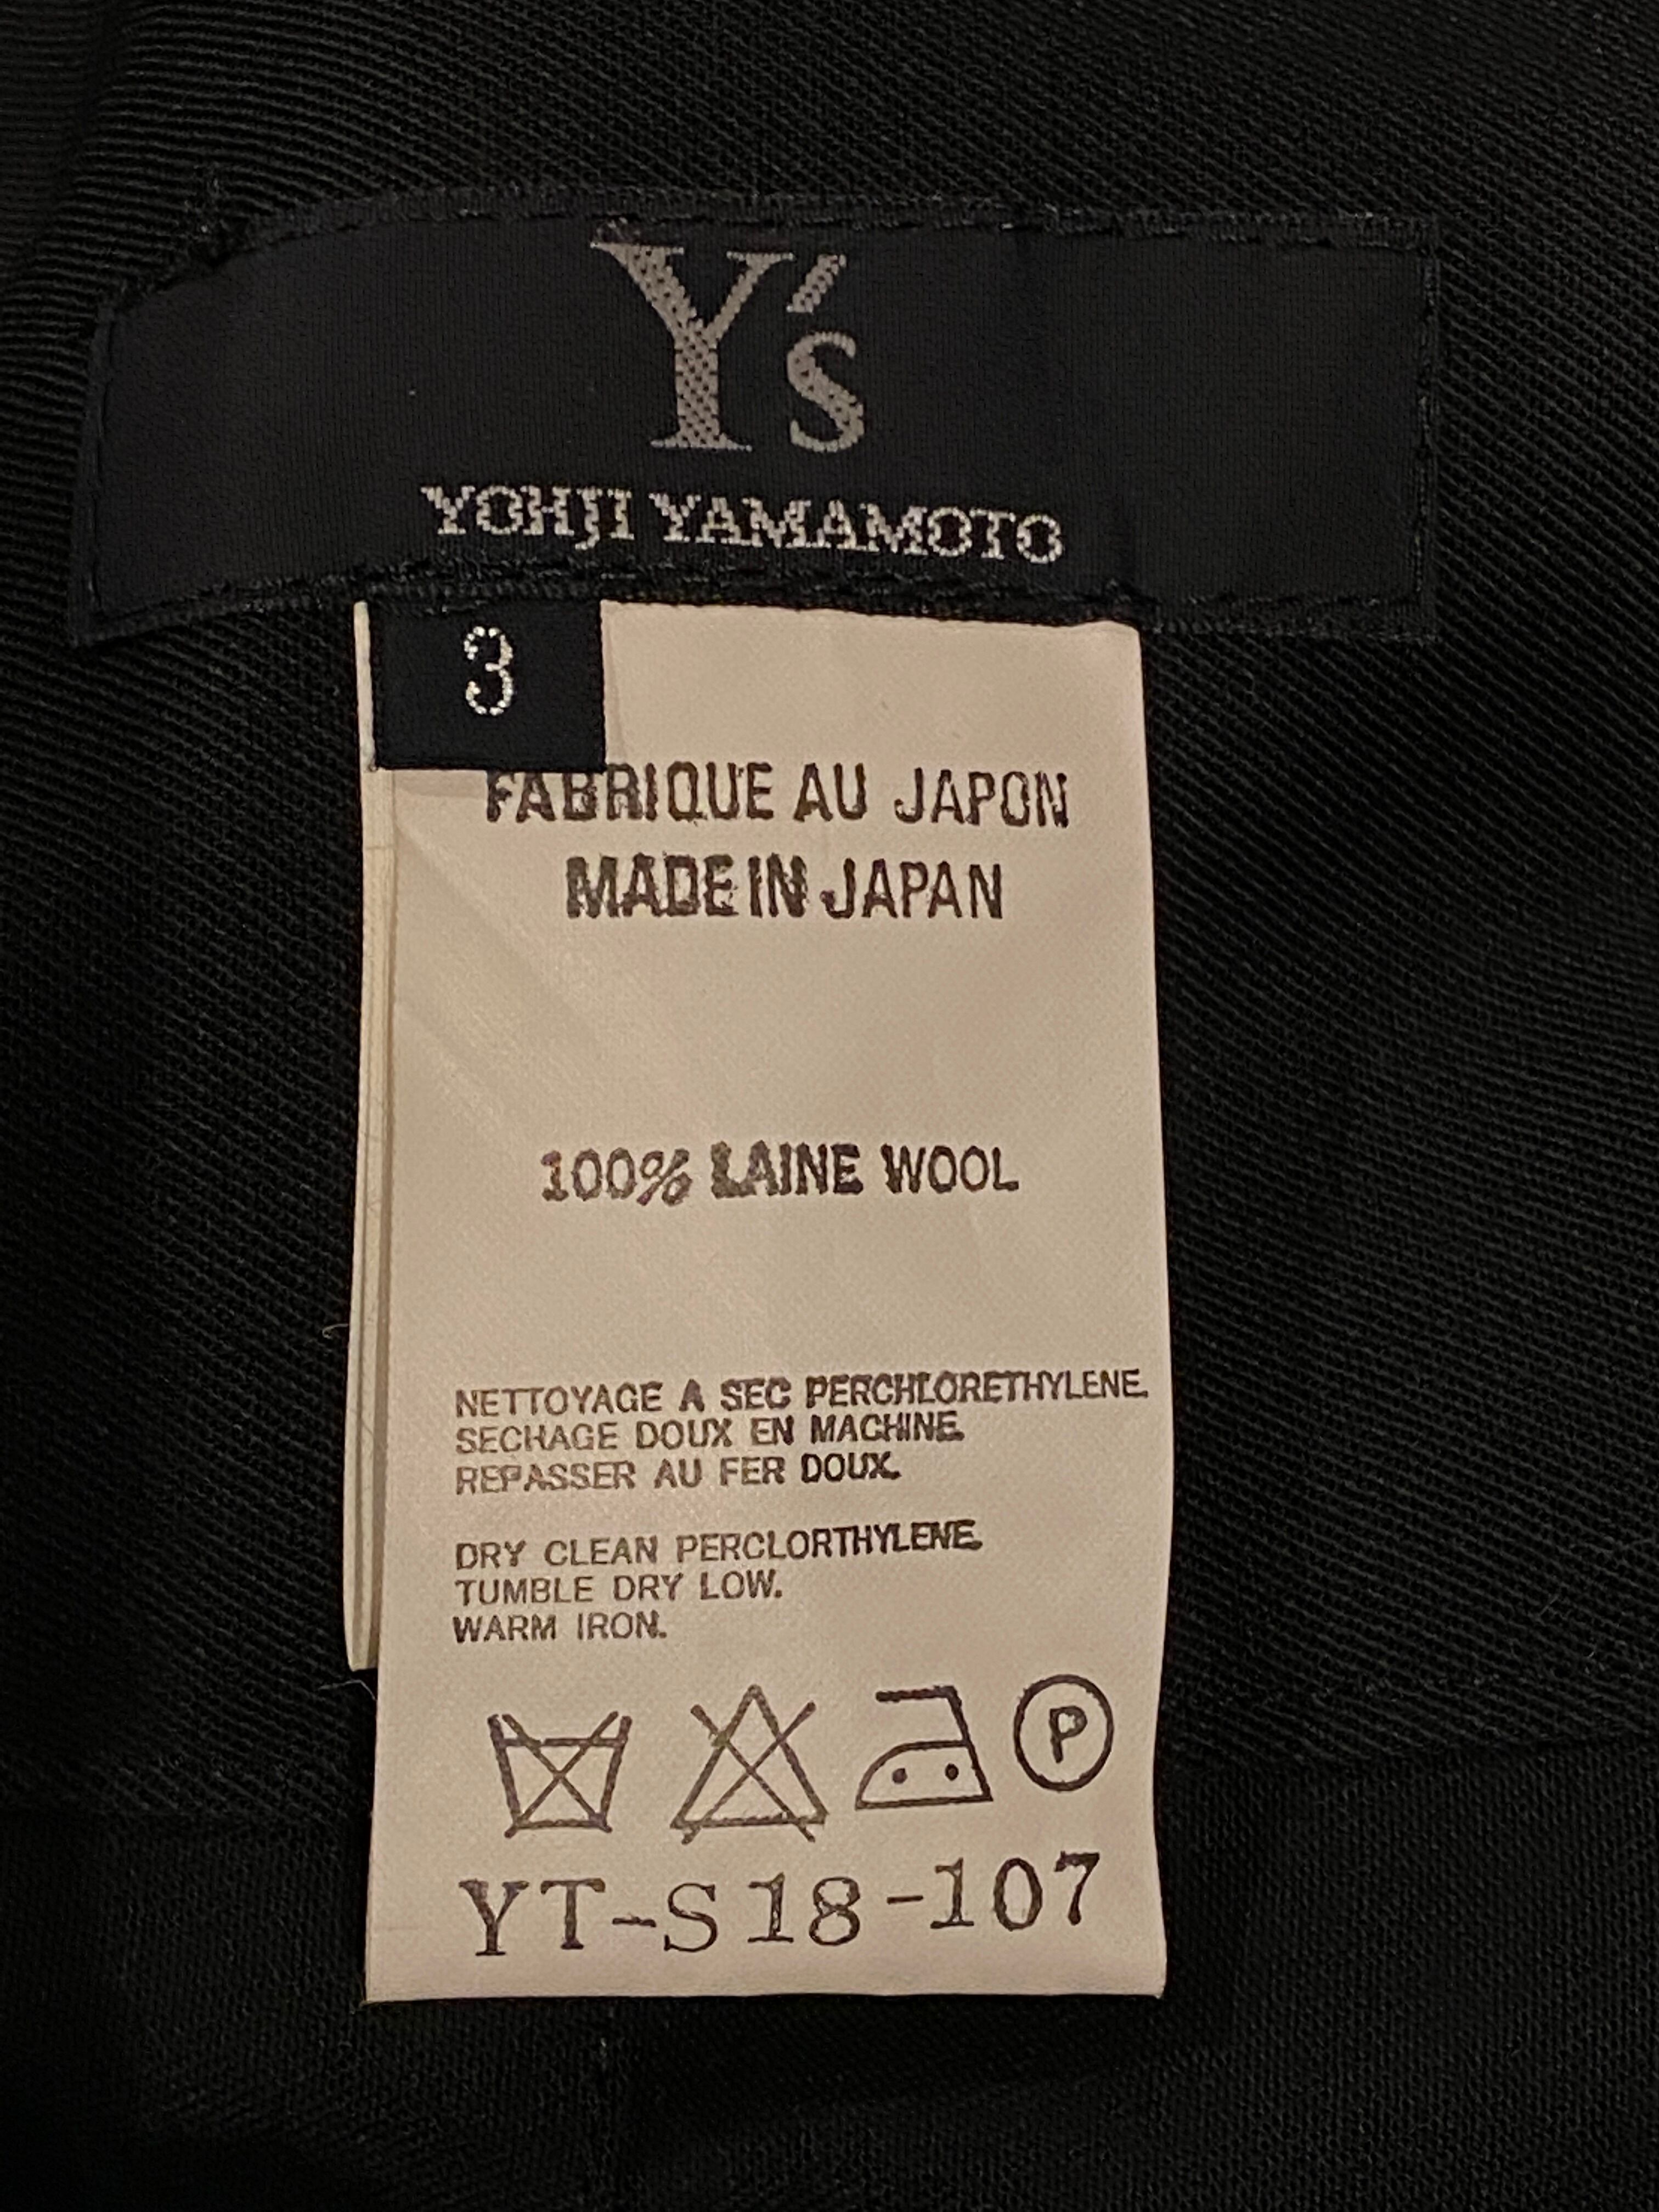 Y's
YOHJI YAMAMOTO
3
FABRIQUE AU JAPON
MADE IN JAPAN
100% LAINE WOOL
NETTOYAGE A SEC PERCHLORETHYLENE.
SECHAGE DOUX EN MACHINE.
REPASSER AU FER DOUX.
DRY CLEAN PERCLORTHYLENE.
TUMBLE DRY LOW.
WARM IRON.
P
YT-S18-107